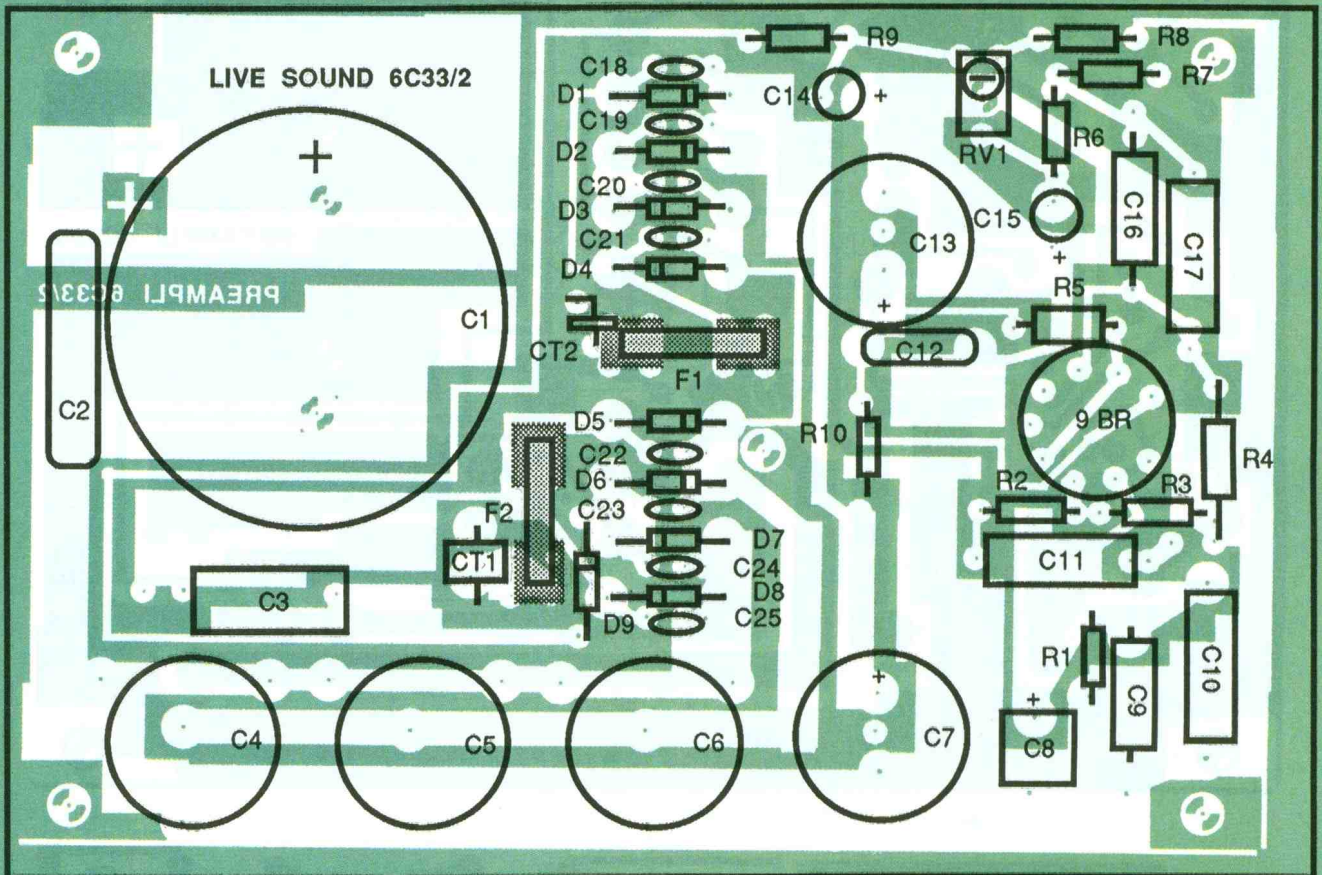 LIVE SOUND 6C33/2
C18
D1
C19
D2
C20
D3
C21
D4
CT2
F1
R9
C14
+
RV1
R8
R7
R6
C15
+
C16
C17
C13
+
R5
C12
+
C1
+
PREAMPLI 6C33/2
C2
D5
C22
D6
C23
D7
C24
D8
D9
C25
F2
CT1
C3
R10
9 BR
R2
R3
R4
C11
R1
C8
+
C9
C10
C4
C5
C6
C7
+